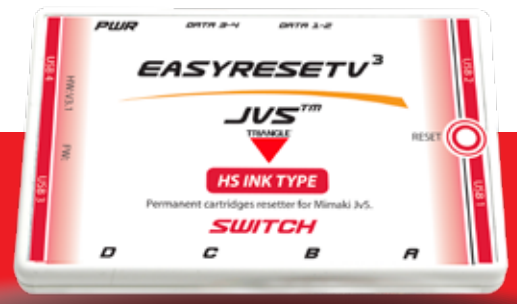 PWR DATA 3-4 DATA 1-2
USB 4
USB 2
EASYRESETV3
HW:V3.1
JV5™
TRIANGLE
RESET
FW:
HS INK TYPE
USB 3
USB 1
Permanent cartridges resetter for Mimaki Jv5.
SWITCH
D C B A